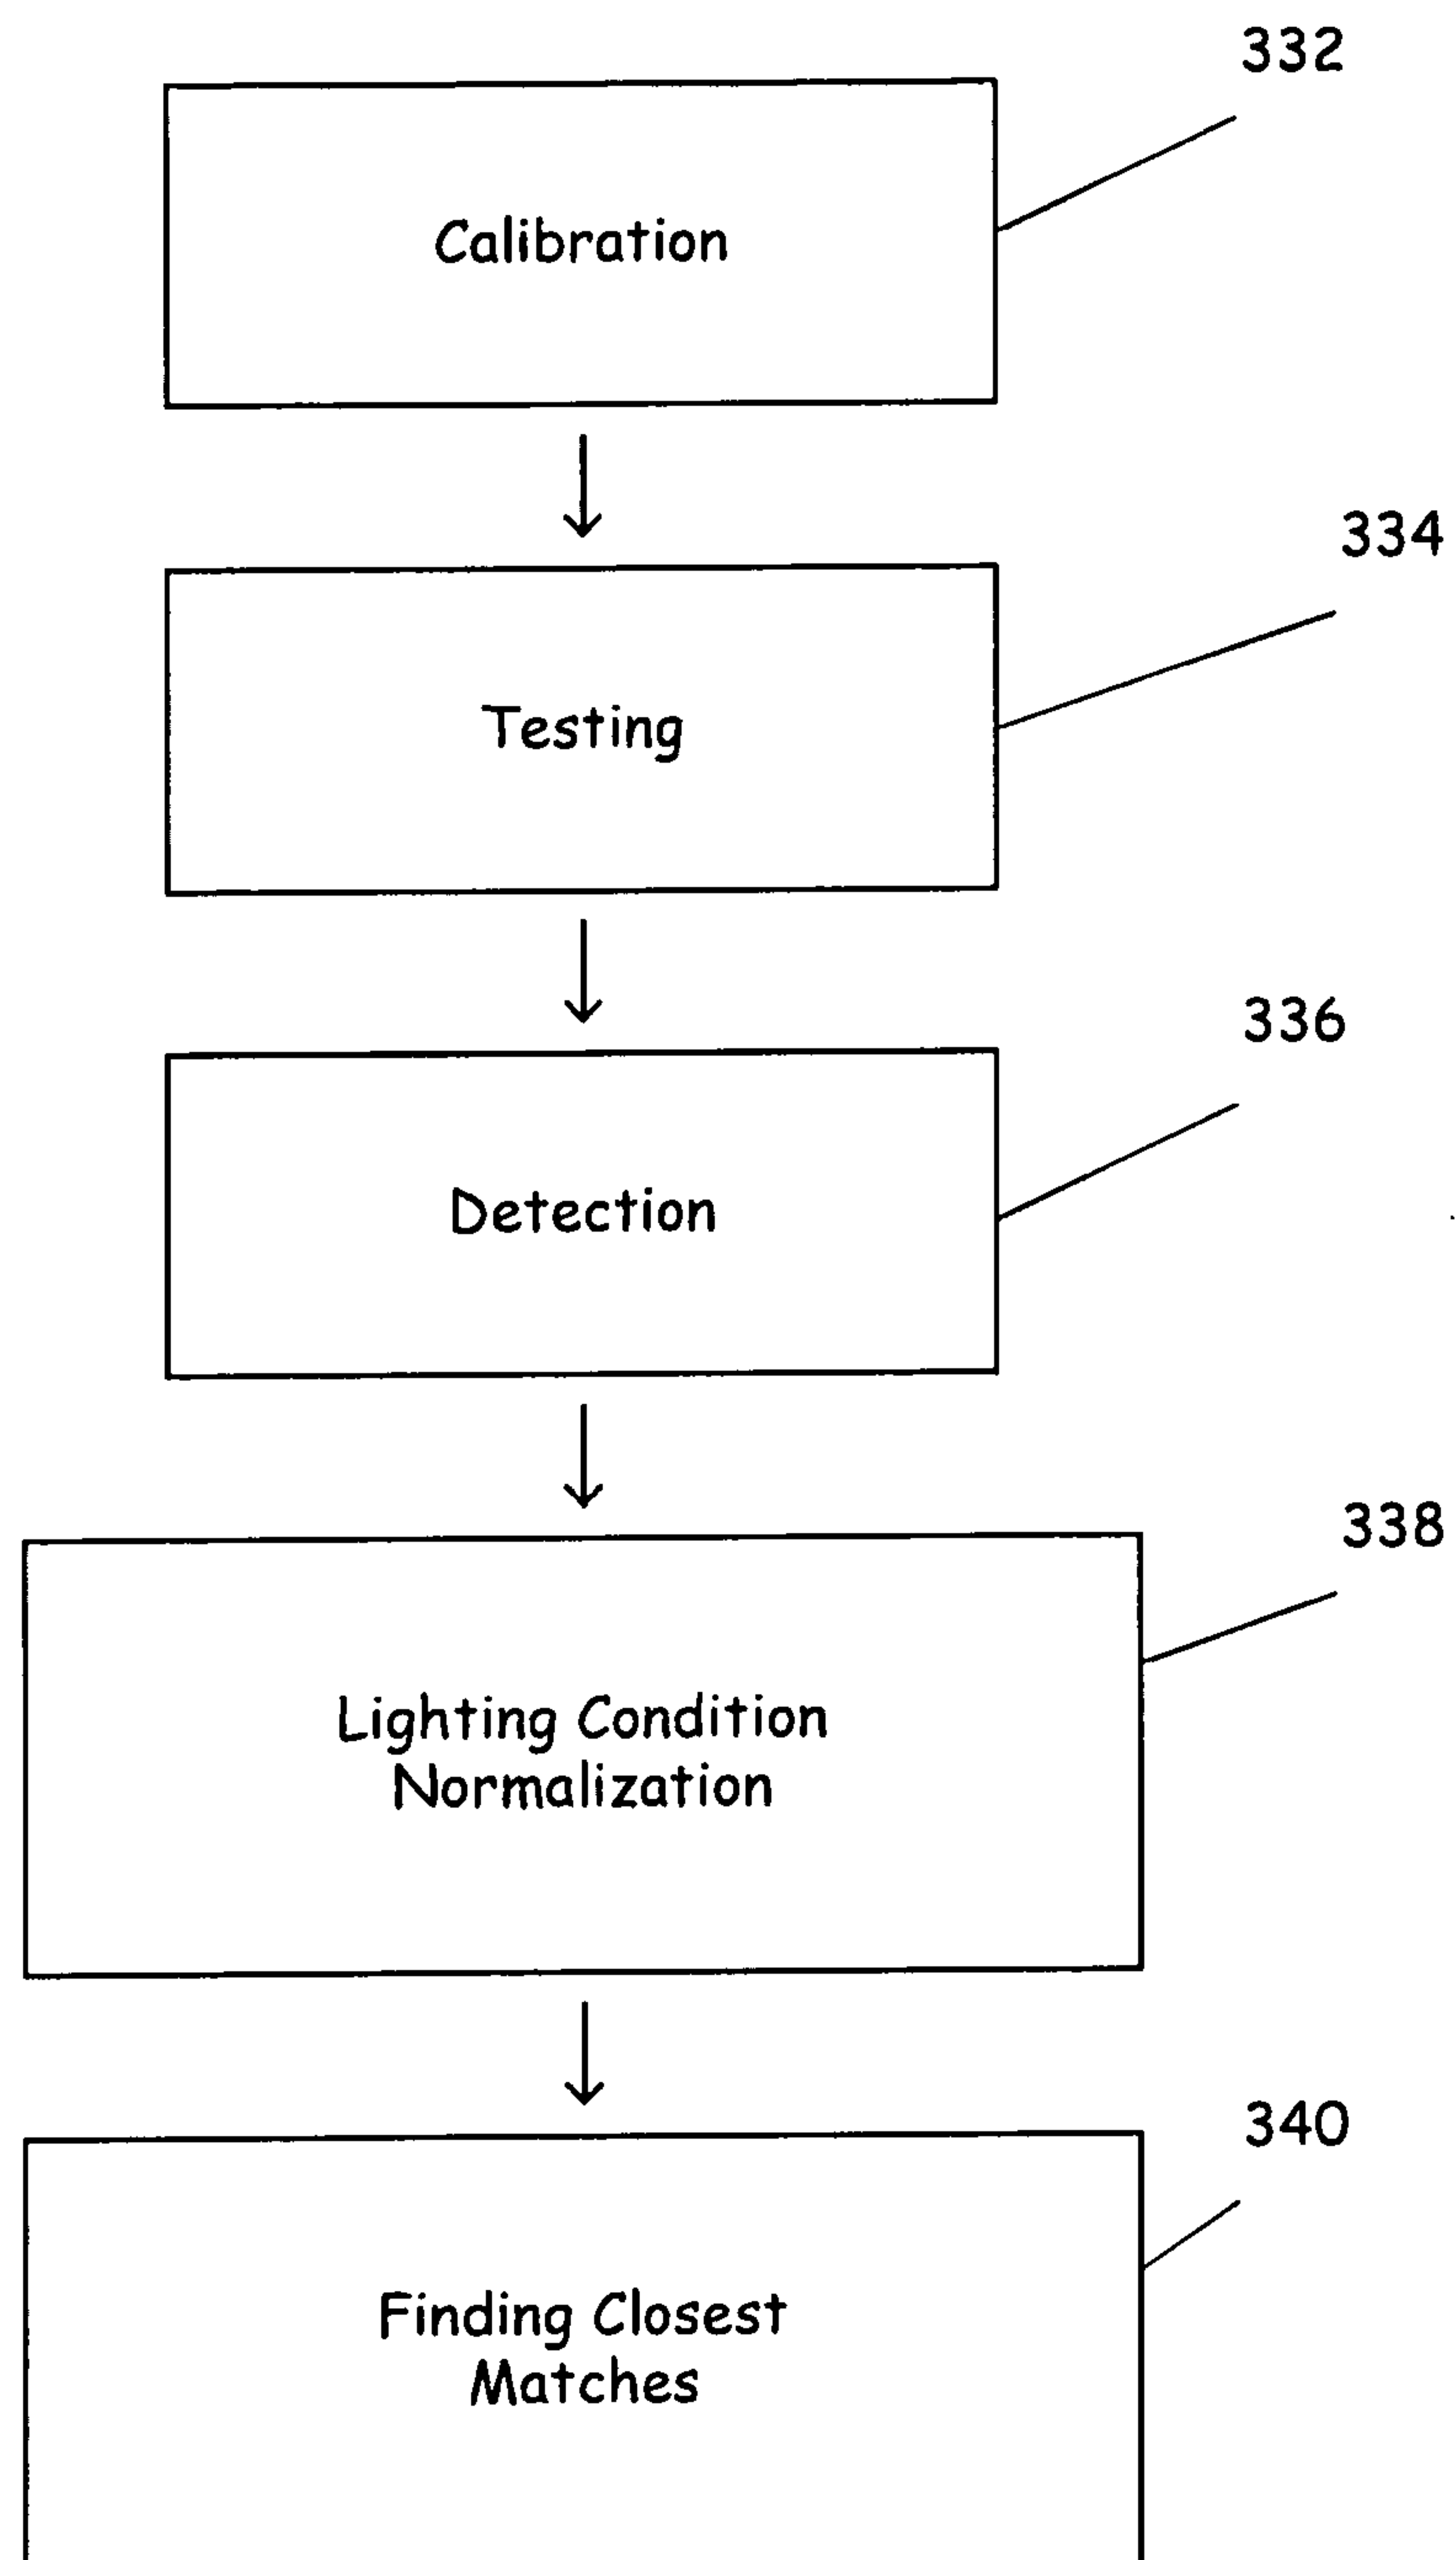 332
Calibration
334
Testing
336
Detection
338
Lighting Condition
Normalization
340
Finding Closest
Matches